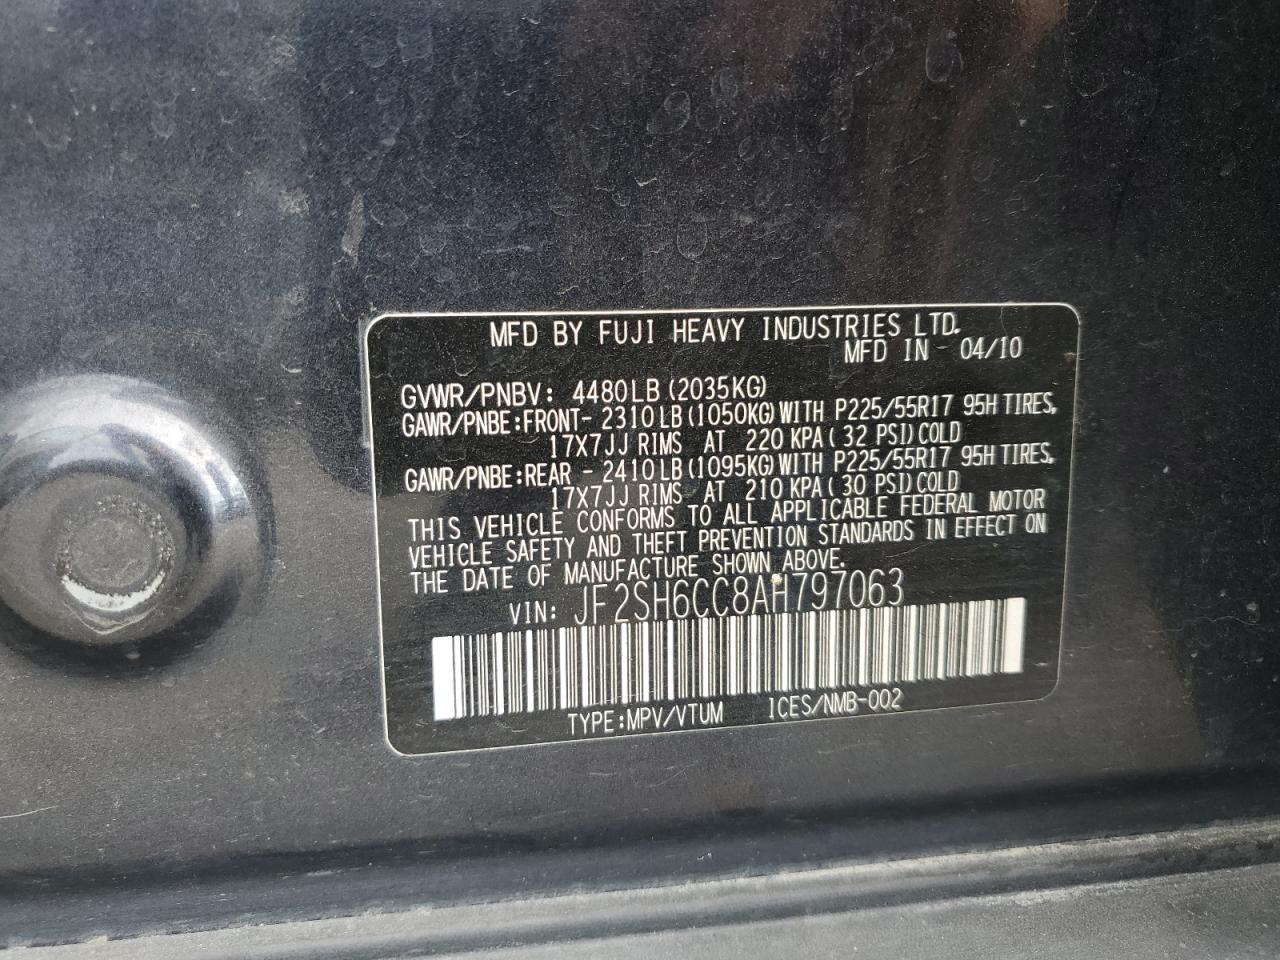 MFD BY FUJI HEAVY INDUSTRIES LTD.
MFD IN 04/10
GVWR/PNBV: 4480LB (2035KG)
GAWR/PNBE:FRONT- 2310LB (1050KG) WITH P225/55R17 95H TIRES,
17X7JJ RIMS AT 220 KPA ( 32 PSI) COLD
GAWR/PNBE:REAR - 2410LB (1095KG) WITH P225/55R17 95H TIRES,
17X7JJ RIMS AT 210 KPA ( 30 PSI) COLD
THIS VEHICLE CONFORMS TO ALL APPLICABLE FEDERAL MOTOR
VEHICLE SAFETY AND THEFT PREVENTION STANDARDS IN EFFECT ON
THE DATE OF MANUFACTURE SHOWN ABOVE.
VIN: JF2SH6CC8AH797063
TYPE:MPV/VTUM ICES/NMB-002